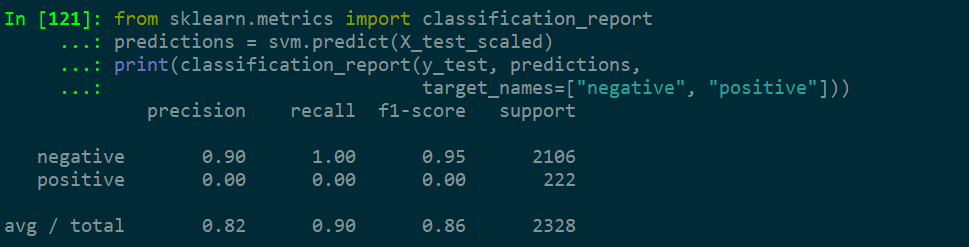 In [121]: from sklearn.metrics import classification_report
     ...: predictions = svm.predict(X_test_scaled)
     ...: print(classification_report(y_test, predictions,
     ...:                             target_names=["negative", "positive"]))
             precision    recall  f1-score   support

   negative       0.90      1.00      0.95      2106
   positive       0.00      0.00      0.00       222

avg / total       0.82      0.90      0.86      2328